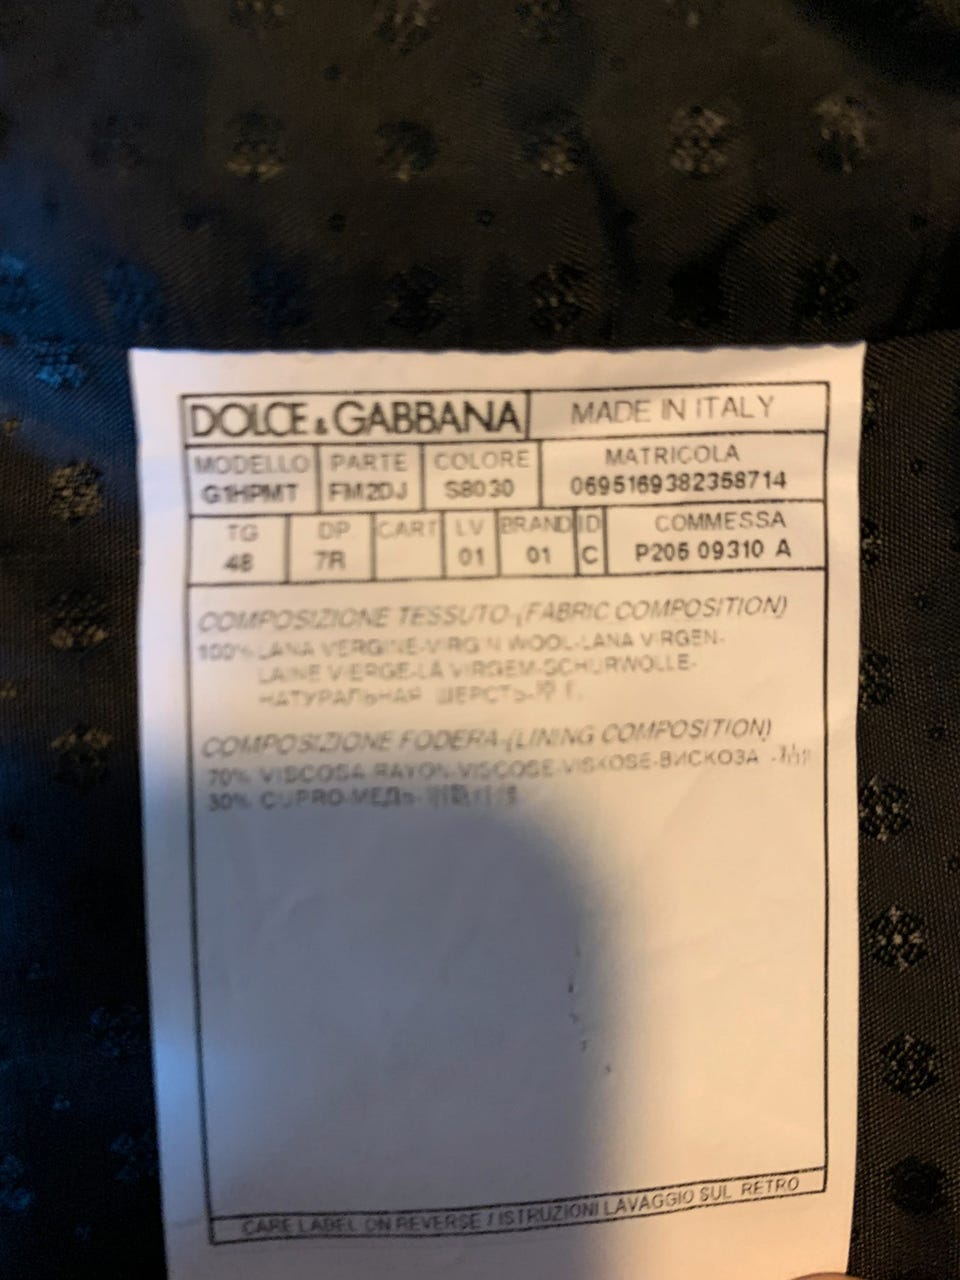 DOLCE & GABBANA MADE IN ITALY
MODELLO PARTE COLORE MATRICOLA
G1HPMT FM2DJ S8030 0695169382358714
TG DP. CART LV BRAND ID COMMESSA
48 7R 01 01 C P205 09310 A
COMPOSIZIONE TESSUTO-(FABRIC COMPOSITION)
100% LANA VERGINE-VIRGIN WOOL-LANA VIRGEN-
LAINE VIERGE-LÃ VIRGEM-SCHURWOLLE-
НАТУРАЛЬНАЯ ШЕРСТЬ-
COMPOSIZIONE FODERA-(LINING COMPOSITION)
70% VISCOSA RAYON-VISCOSE-VISKOSE-ВИСКОЗА
30% CUPRO-МЕДЬ-
CARE LABEL ON REVERSE / ISTRUZIONI LAVAGGIO SUL RETRO